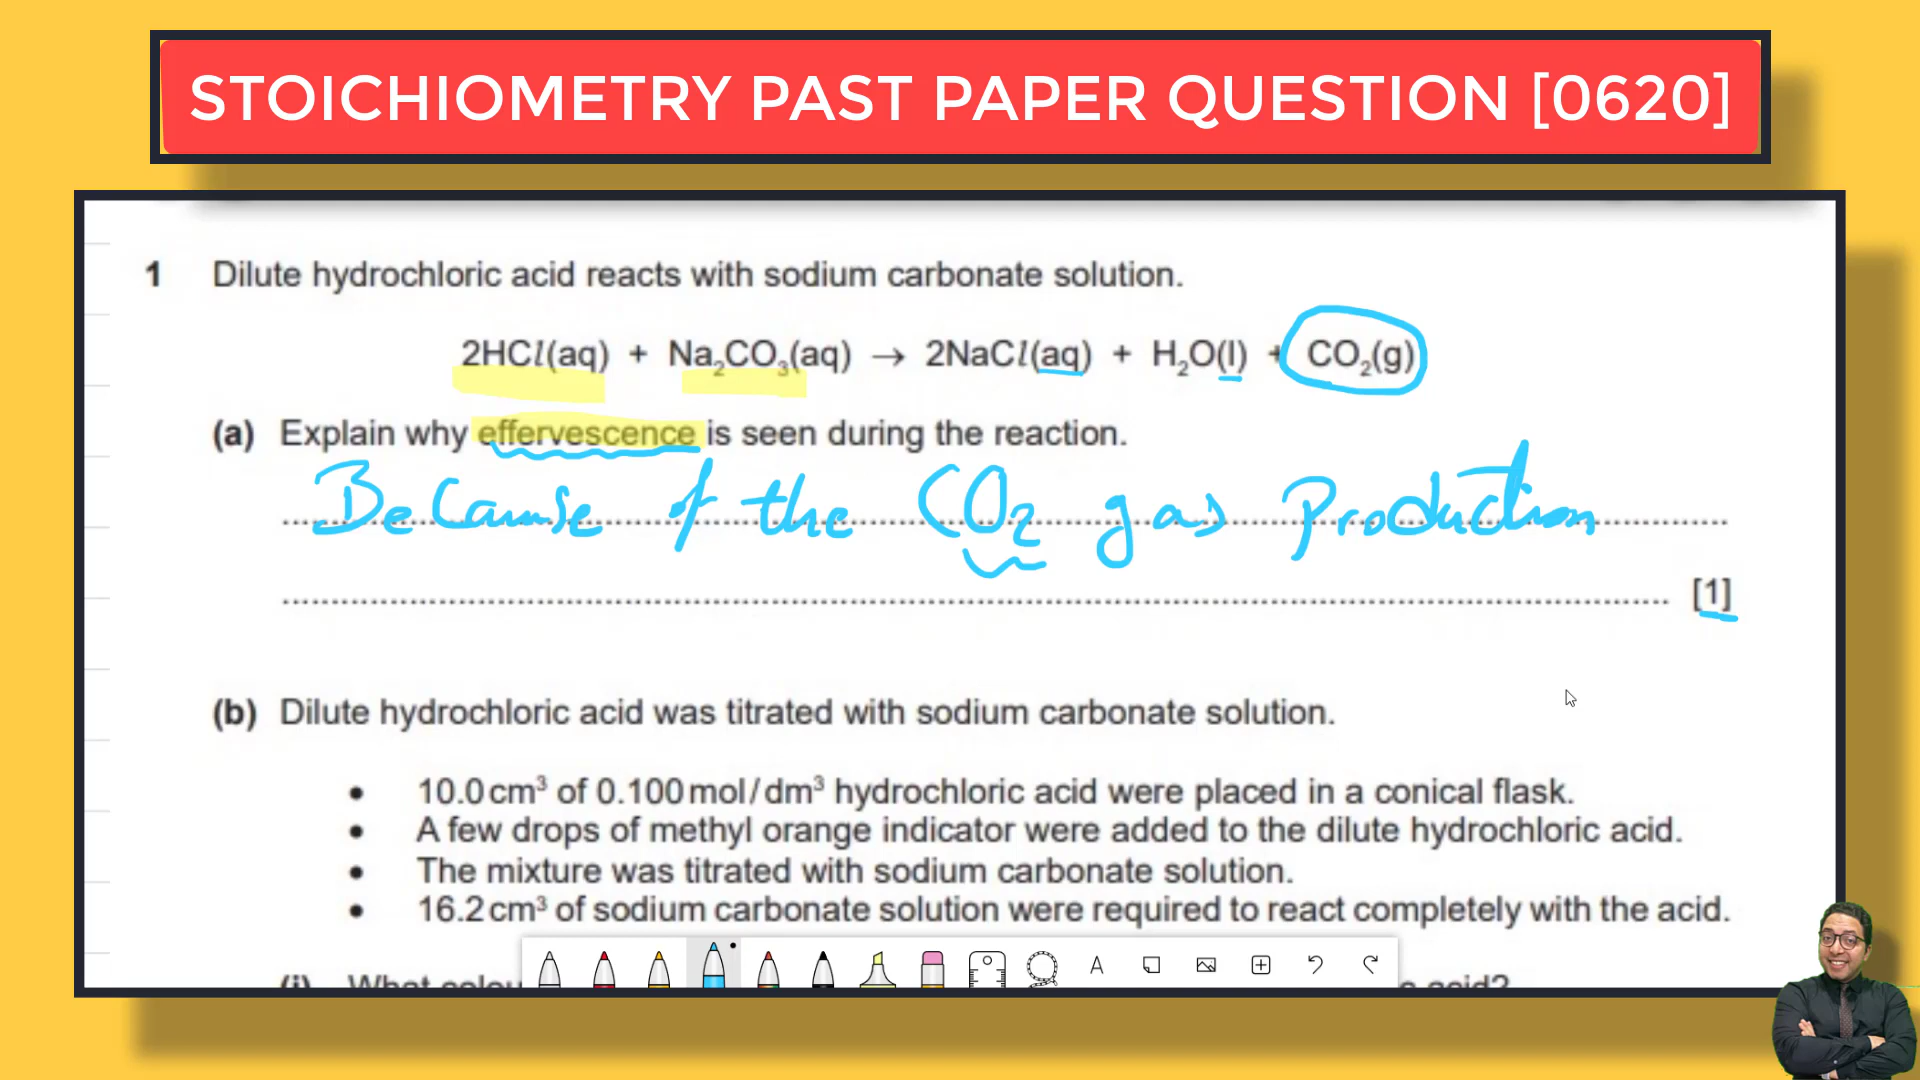 STOICHIOMETRY PAST PAPER QUESTION [0620]
1 Dilute hydrochloric acid reacts with sodium carbonate solution.
2HCl(aq) + Na₂CO₃(aq) → 2NaCl(aq) + H₂O(l) + CO₂(g)
(a) Explain why effervescence is seen during the reaction.
Because of the CO₂ gas Production
[1]
(b) Dilute hydrochloric acid was titrated with sodium carbonate solution.
• 10.0 cm³ of 0.100 mol/dm³ hydrochloric acid were placed in a conical flask.
• A few drops of methyl orange indicator were added to the dilute hydrochloric acid.
• The mixture was titrated with sodium carbonate solution.
• 16.2 cm³ of sodium carbonate solution were required to react completely with the acid.
(i) What acid?